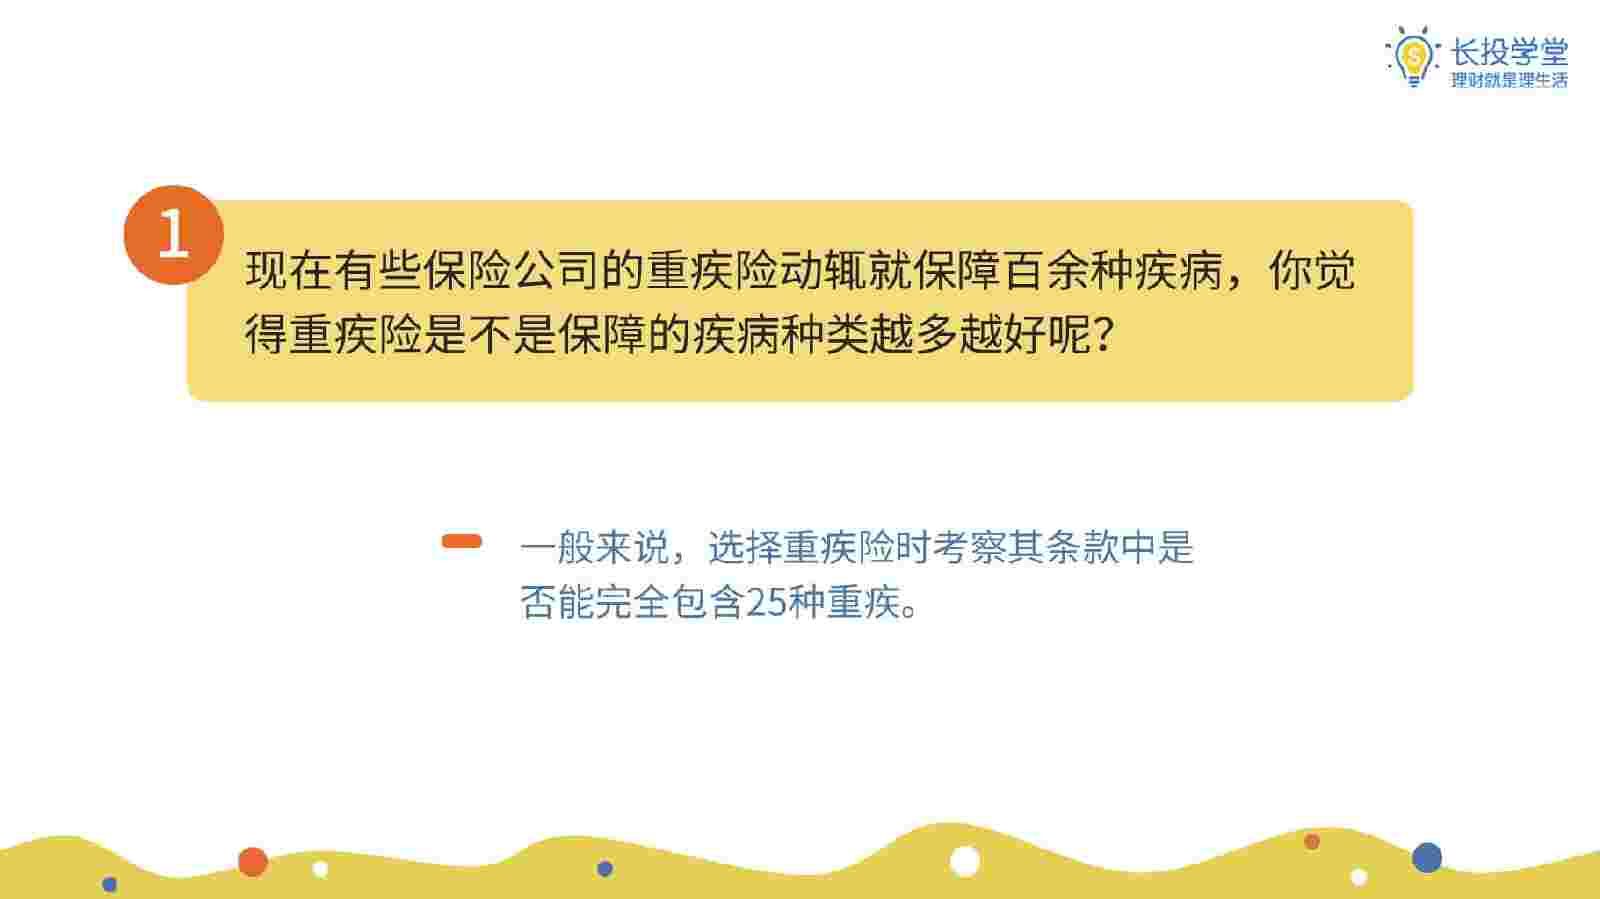 长投学堂
理财就是理生活
1
现在有些保险公司的重疾险动辄就保障百余种疾病，你觉
得重疾险是不是保障的疾病种类越多越好呢？
一般来说，选择重疾险时考察其条款中是
否能完全包含25种重疾。